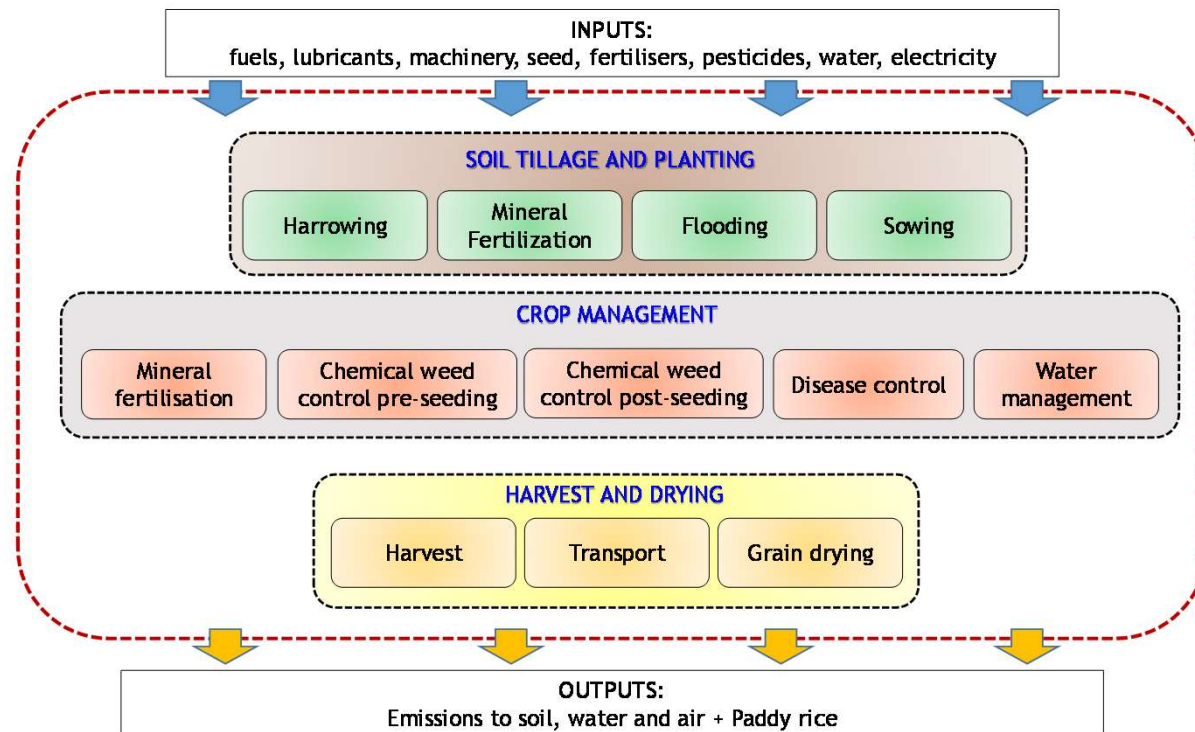 INPUTS:
fuels, lubricants, machinery, seed, fertilisers, pesticides, water, electricity
SOIL TILLAGE AND PLANTING
Harrowing
Mineral
Fertilization
Flooding
Sowing
CROP MANAGEMENT
Mineral
fertilisation
Chemical weed
control pre-seeding
Chemical weed
control post-seeding
Disease control
Water
management
HARVEST AND DRYING
Harvest
Transport
Grain drying
OUTPUTS:
Emissions to soil, water and air + Paddy rice